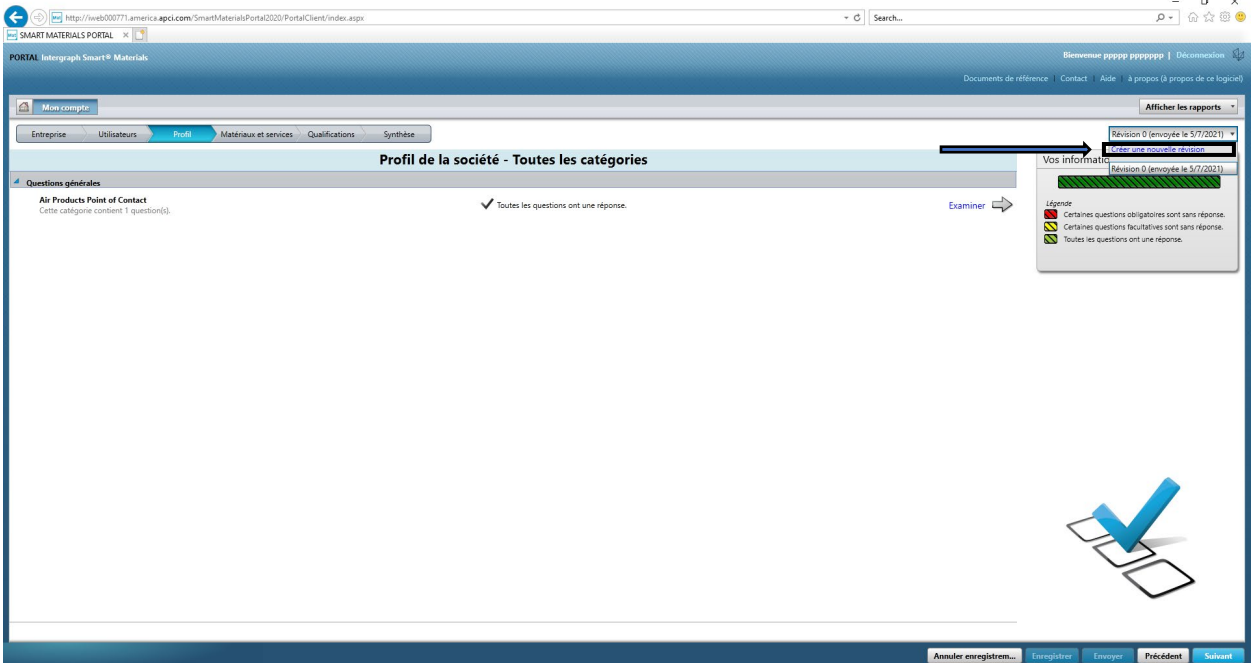 http://iweb000771.america.apci.com/SmartMaterialsPortal2020/PortalClient/index.aspx
Search...
SMART MATERIALS PORTAL
PORTAL Intergraph Smart® Materials
Bienvenue ppppp ppppppp | Déconnexion
Documents de référence | Contact | Aide | à propos (à propos de ce logiciel)
Mon compte
Afficher les rapports
Entreprise Utilisateurs Profil Matériaux et services Qualifications Synthèse
Révision 0 (envoyée le 5/7/2021)
Créer une nouvelle révision
Révision 0 (envoyée le 5/7/2021)
Profil de la société - Toutes les catégories
Vos informatio
Questions générales
Air Products Point of Contact
Cette catégorie contient 1 question(s).
Toutes les questions ont une réponse.
Examiner
Légende
Certaines questions obligatoires sont sans réponse.
Certaines questions facultatives sont sans réponse.
Toutes les questions ont une réponse.
Annuler enregistrem... Enregistrer Envoyer Précédent Suivant